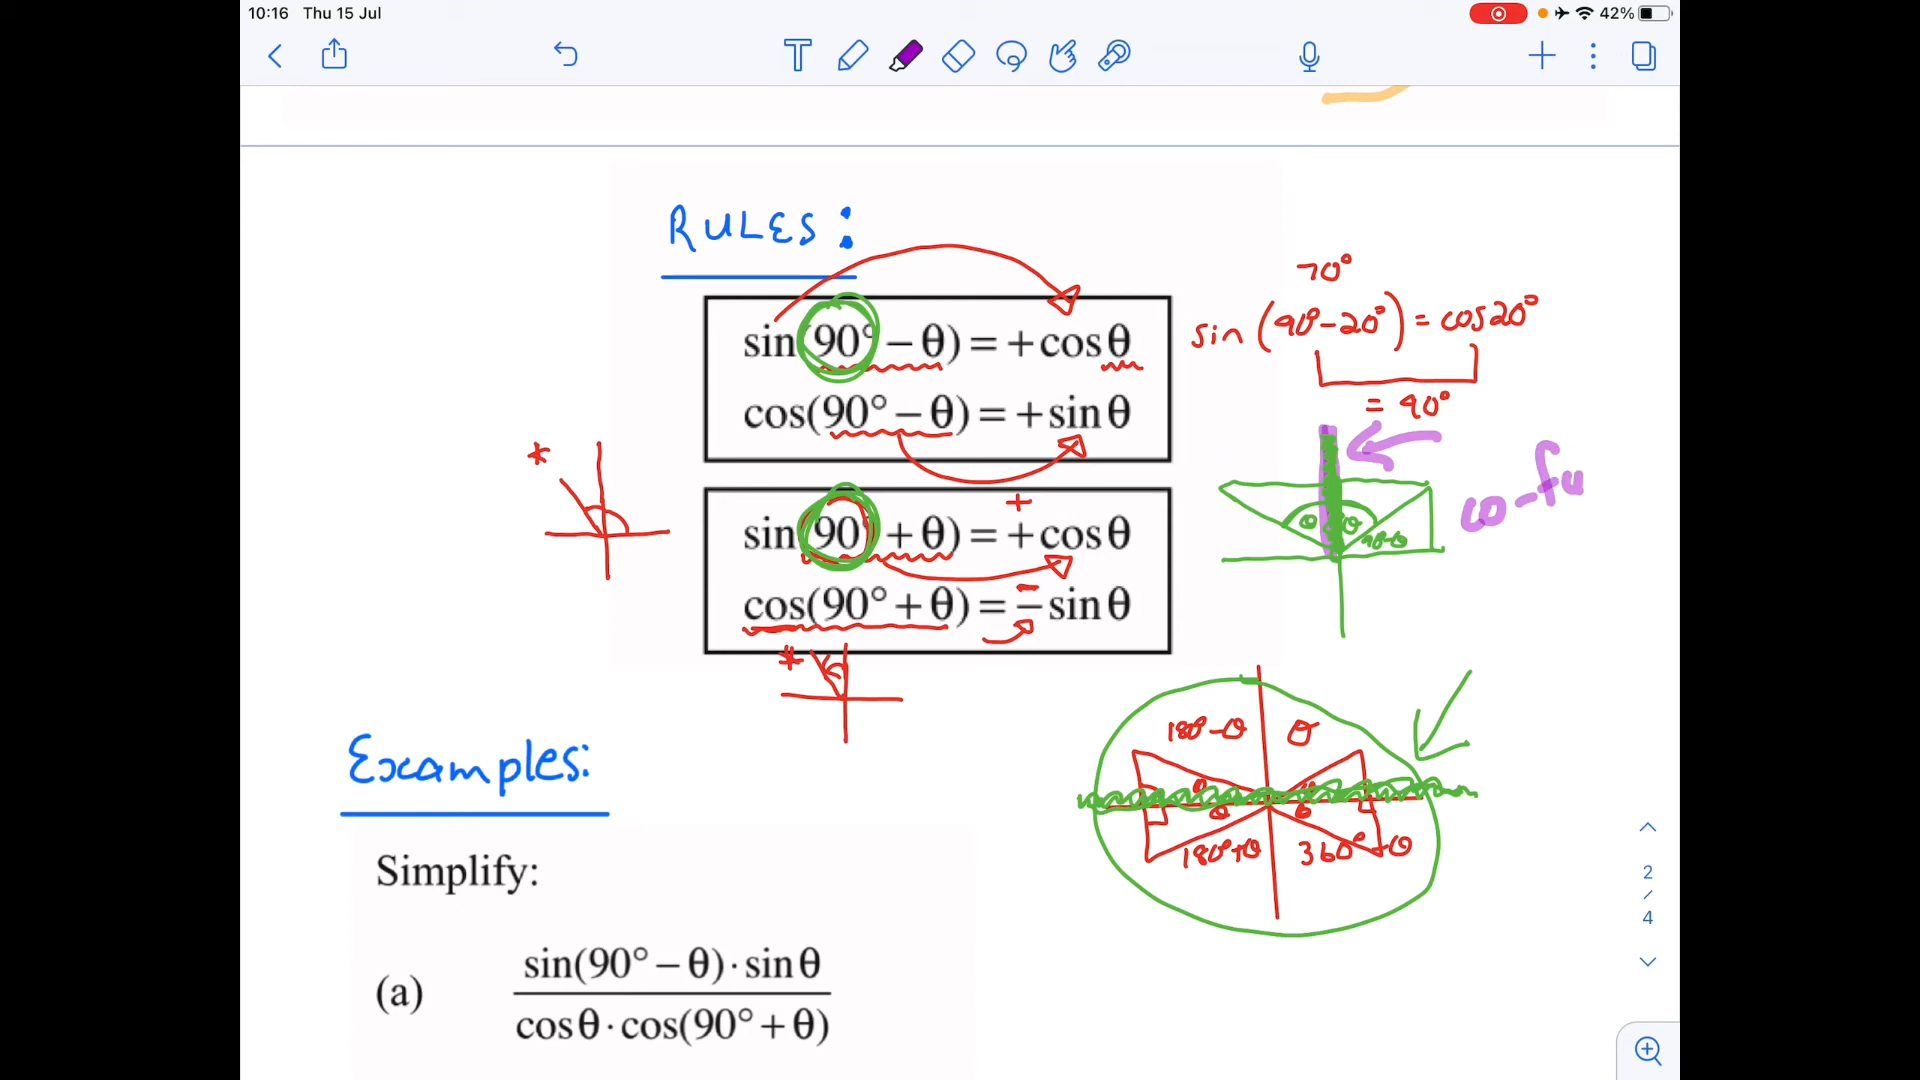 10:16 Thu 15 Jul
42%
RULES:
sin(90° − θ) = +cosθ
cos(90° − θ) = +sinθ
+
sin(90° + θ) = +cosθ
−
cos(90° + θ) = −sinθ
70°
sin (90° − 20°) = cos20°
= 90°
co-fu
θ θ 90-θ
180°-θ θ
θ θ
θ θ
180°+θ 360°-θ
Examples:
Simplify:
(a) sin(90° − θ) · sinθ
cosθ · cos(90° + θ)
2
/
4